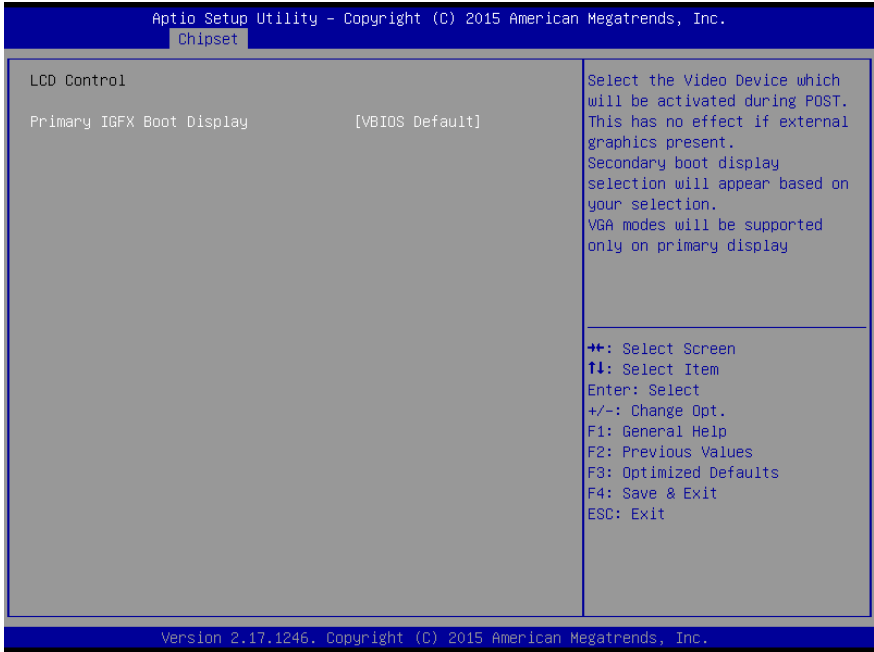 Aptio Setup Utility – Copyright (C) 2015 American Megatrends, Inc.
Chipset
LCD Control
Primary IGFX Boot Display [VBIOS Default]
Select the Video Device which
will be activated during POST.
This has no effect if external
graphics present.
Secondary boot display
selection will appear based on
your selection.
VGA modes will be supported
only on primary display
→←: Select Screen
↑↓: Select Item
Enter: Select
+/-: Change Opt.
F1: General Help
F2: Previous Values
F3: Optimized Defaults
F4: Save & Exit
ESC: Exit
Version 2.17.1246. Copyright (C) 2015 American Megatrends, Inc.